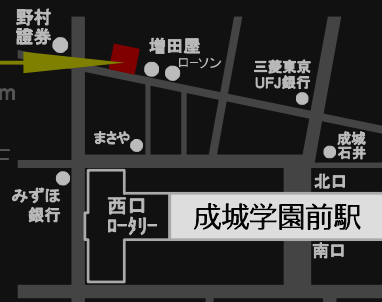 野村
證券
増田屋
ローソン
三菱東京
UFJ銀行
m
まさや
成城
石井
みずほ
銀行
北口
西口
ロータリー
成城学園前駅
南口